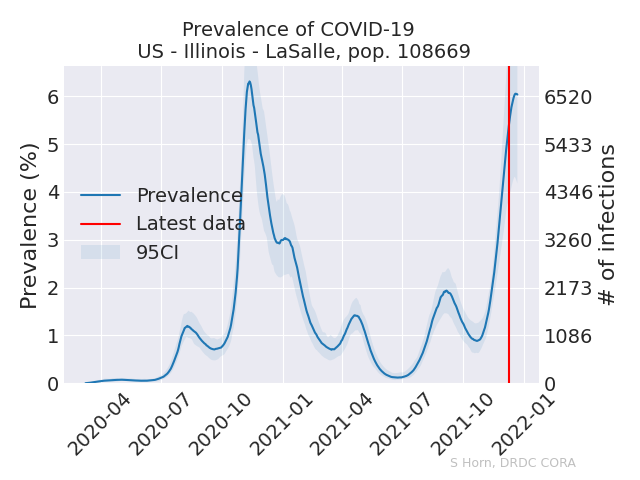 Prevalence of COVID-19
US - Illinois - LaSalle, pop. 108669
Prevalence (%)
6
5
4
3
2
1
0
6520
5433
4346
3260
2173
1086
0
# of infections
Prevalence
Latest data
95CI
2020-04
2020-07
2020-10
2021-01
2021-04
2021-07
2021-10
2022-01
S Horn, DRDC CORA